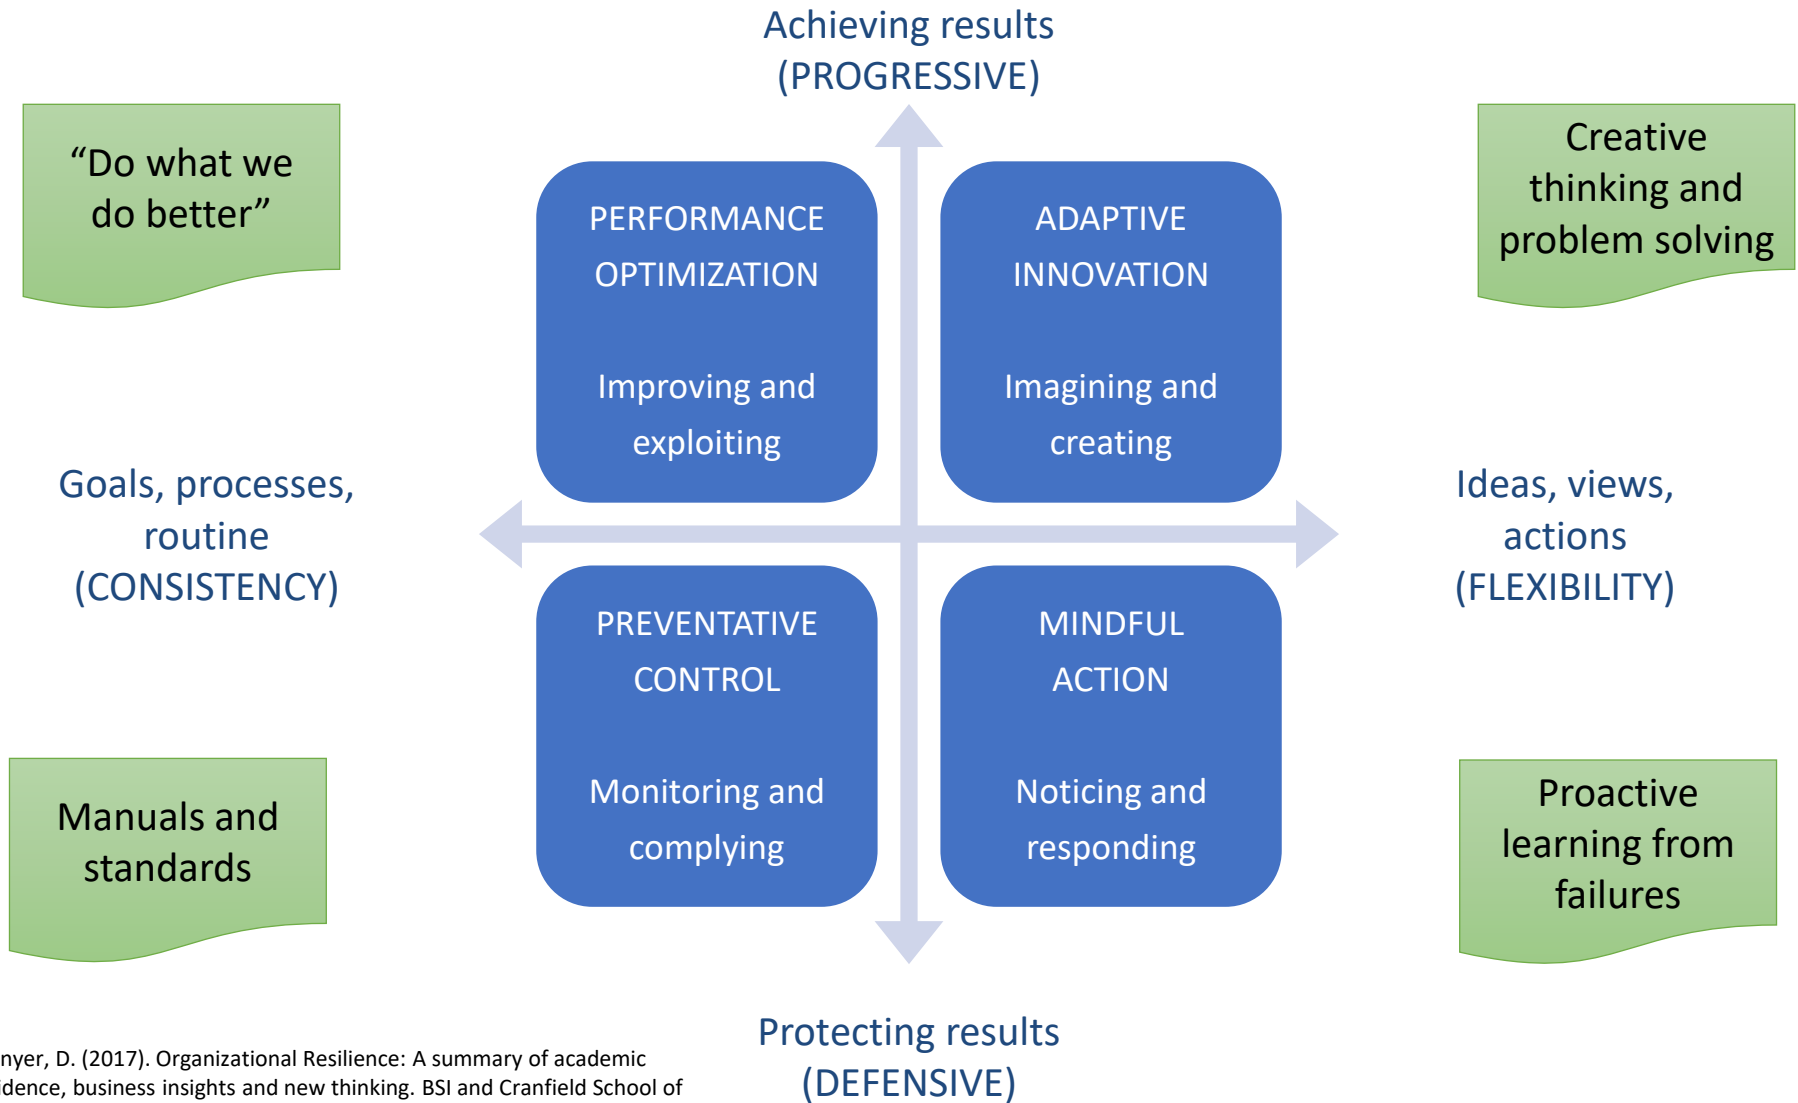 Achieving results
(PROGRESSIVE)
“Do what we
do better”
Creative
thinking and
problem solving
PERFORMANCE
OPTIMIZATION
Improving and
exploiting
ADAPTIVE
INNOVATION
Imagining and
creating
Goals, processes,
routine
(CONSISTENCY)
Ideas, views,
actions
(FLEXIBILITY)
PREVENTATIVE
CONTROL
Monitoring and
complying
MINDFUL
ACTION
Noticing and
responding
Manuals and
standards
Proactive
learning from
failures
Protecting results
(DEFENSIVE)
nyer, D. (2017). Organizational Resilience: A summary of academic
idence, business insights and new thinking. BSI and Cranfield School of